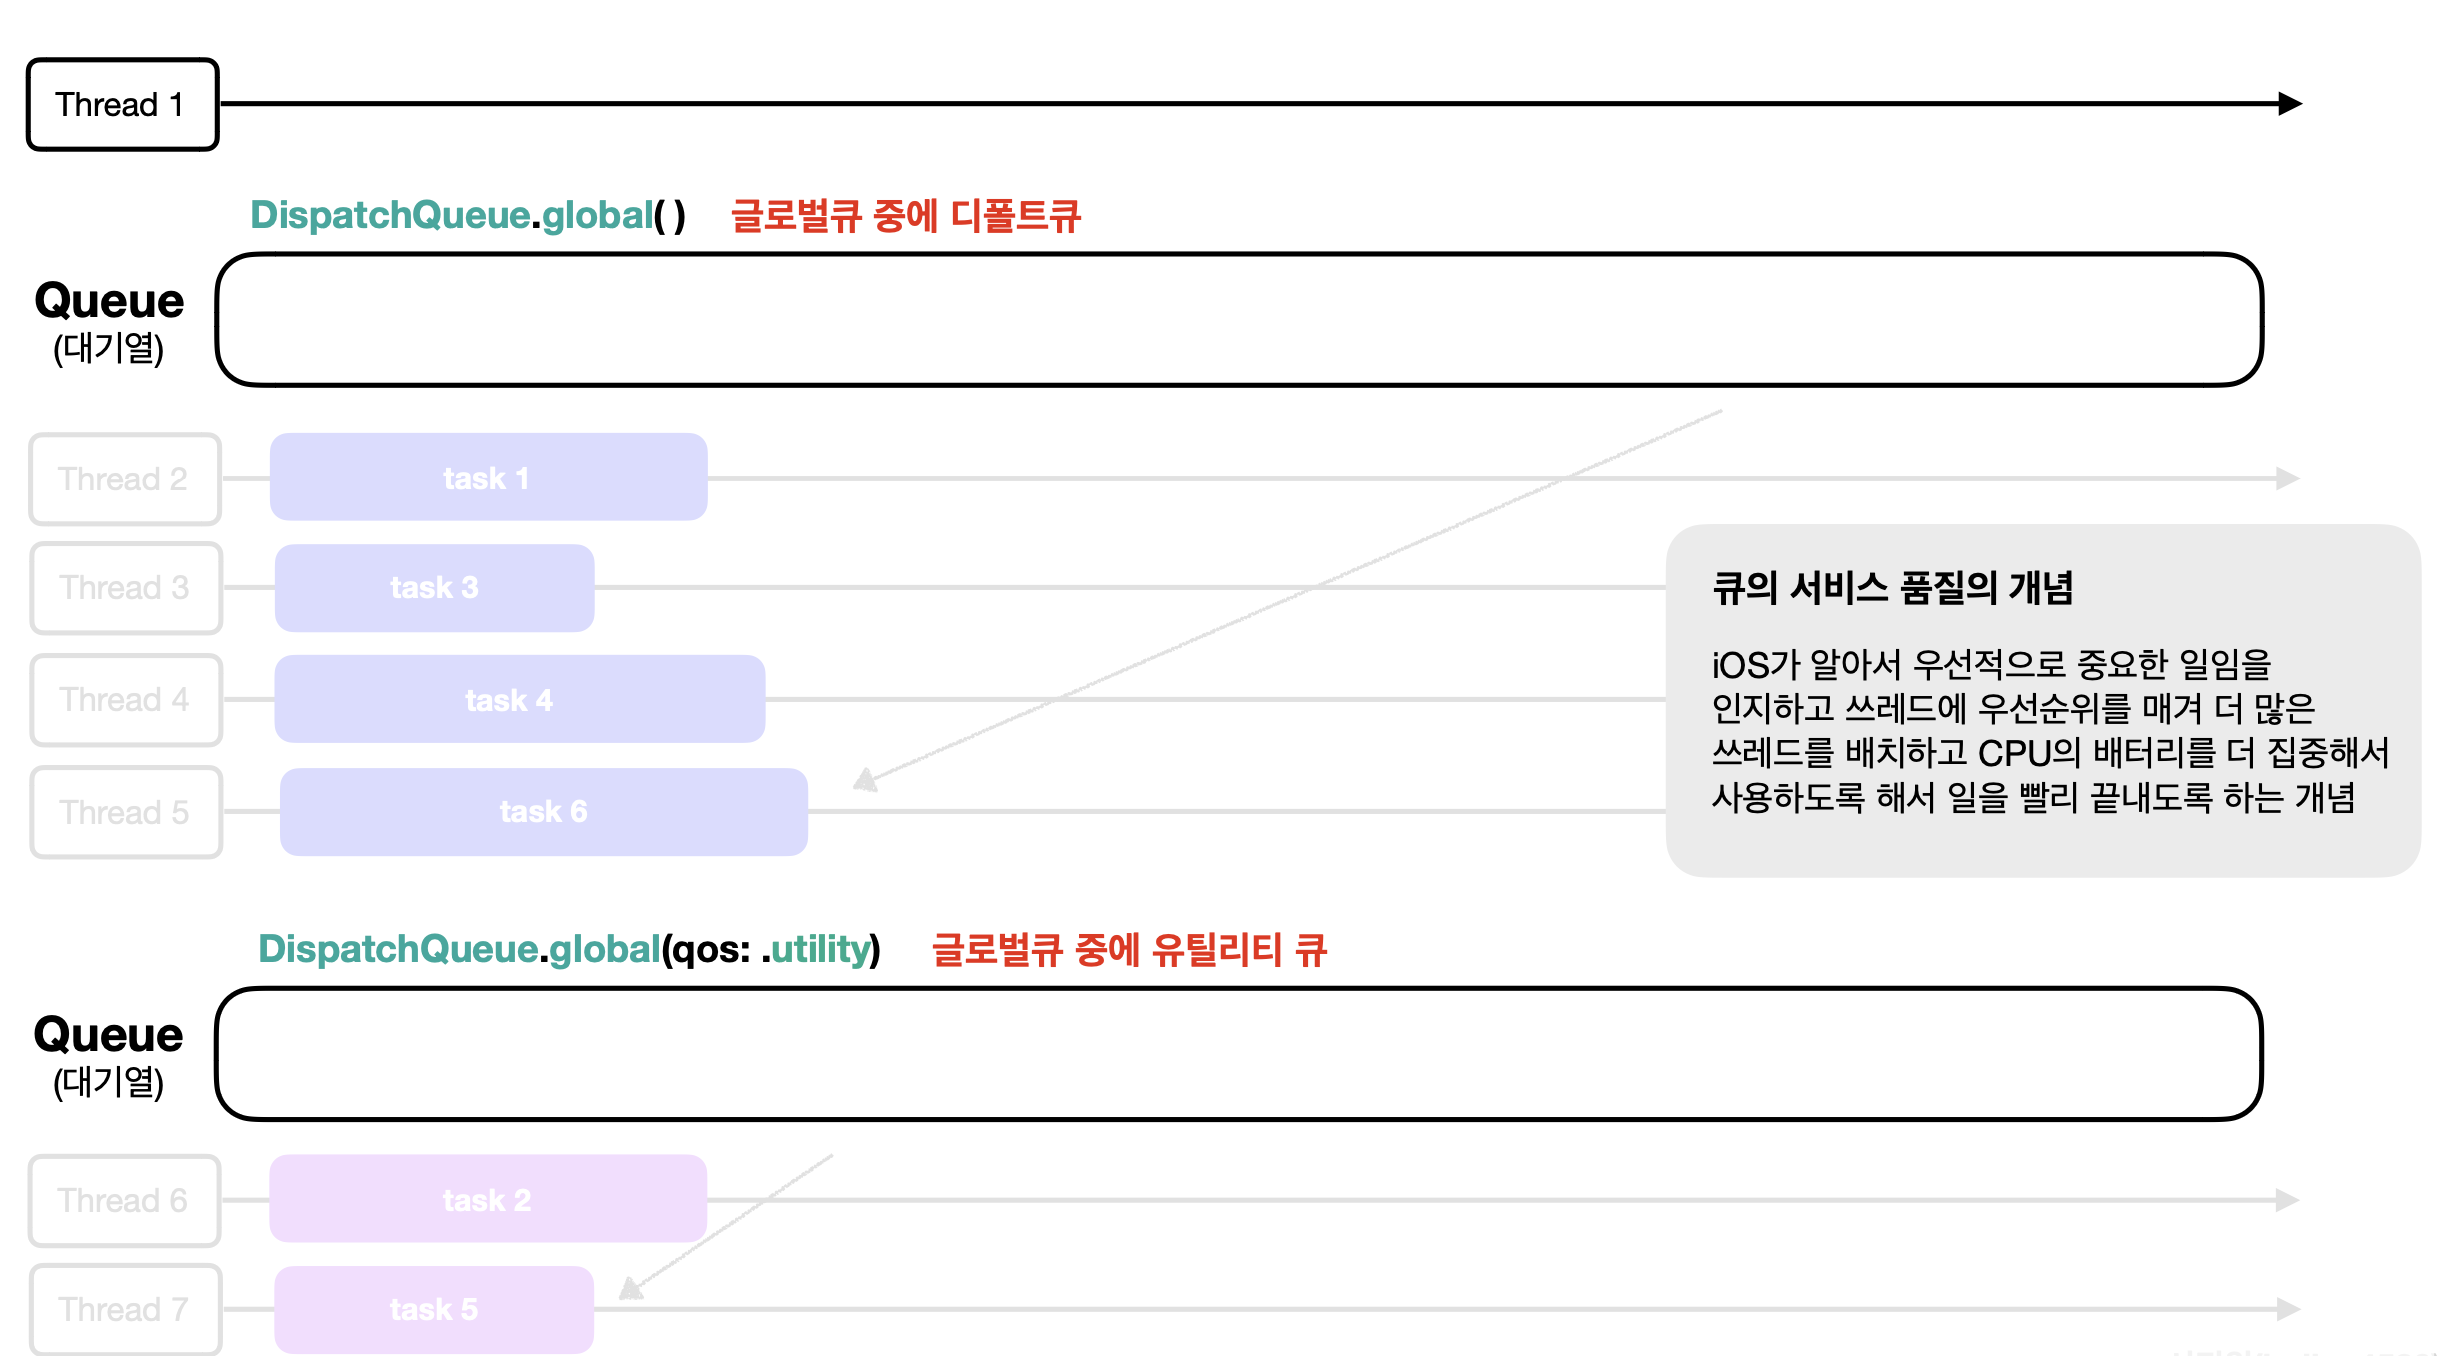 Thread 1
DispatchQueue.global( ) 글로벌큐 중에 디폴트큐
Queue
(대기열)
Thread 2
task 1
Thread 3
task 3
Thread 4
task 4
Thread 5
task 6
큐의 서비스 품질의 개념
iOS가 알아서 우선적으로 중요한 일임을
인지하고 쓰레드에 우선순위를 매겨 더 많은
쓰레드를 배치하고 CPU의 배터리를 더 집중해서
사용하도록 해서 일을 빨리 끝내도록 하는 개념
DispatchQueue.global(qos: .utility) 글로벌큐 중에 유틸리티 큐
Queue
(대기열)
Thread 6
task 2
Thread 7
task 5